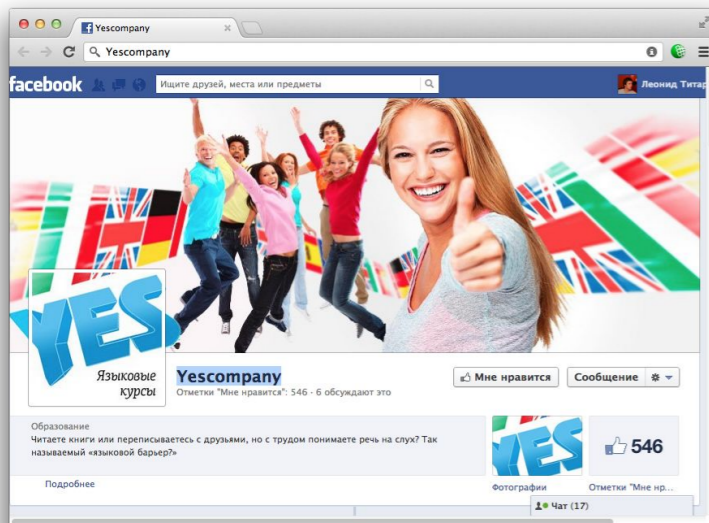 Yescompany
Yescompany
facebook
Ищите друзей, места или предметы
Леонид Титар
YES
Языковые
курсы
Yescompany
Отметки "Мне нравится": 546 · 6 обсуждают это
Мне нравится
Сообщение
Образование
Читаете книги или переписываетесь с друзьями, но с трудом понимаете речь на слух? Так
называемый «языковой барьер?»
Подробнее
YES
546
Фотографии
Отметки "Мне нр...
Чат (17)